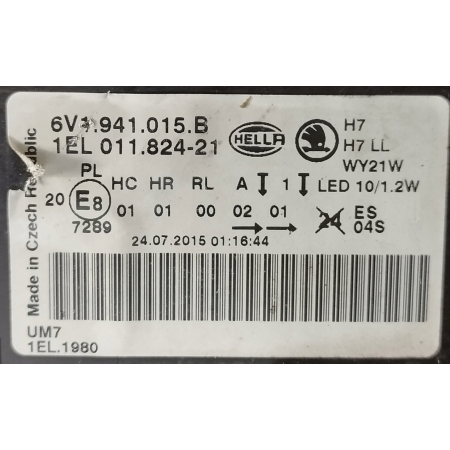 6V1.941.015.B
1EL 011.824-21
HELLA
H7
H7 LL
WY21W
LED 10/1.2W
PL
HC HR RL A 1
20 E8 01 01 00 02 01 24 ES
7289 04S
24.07.2015 01:16:44
UM7
1EL.1980
Made in Czech Republic